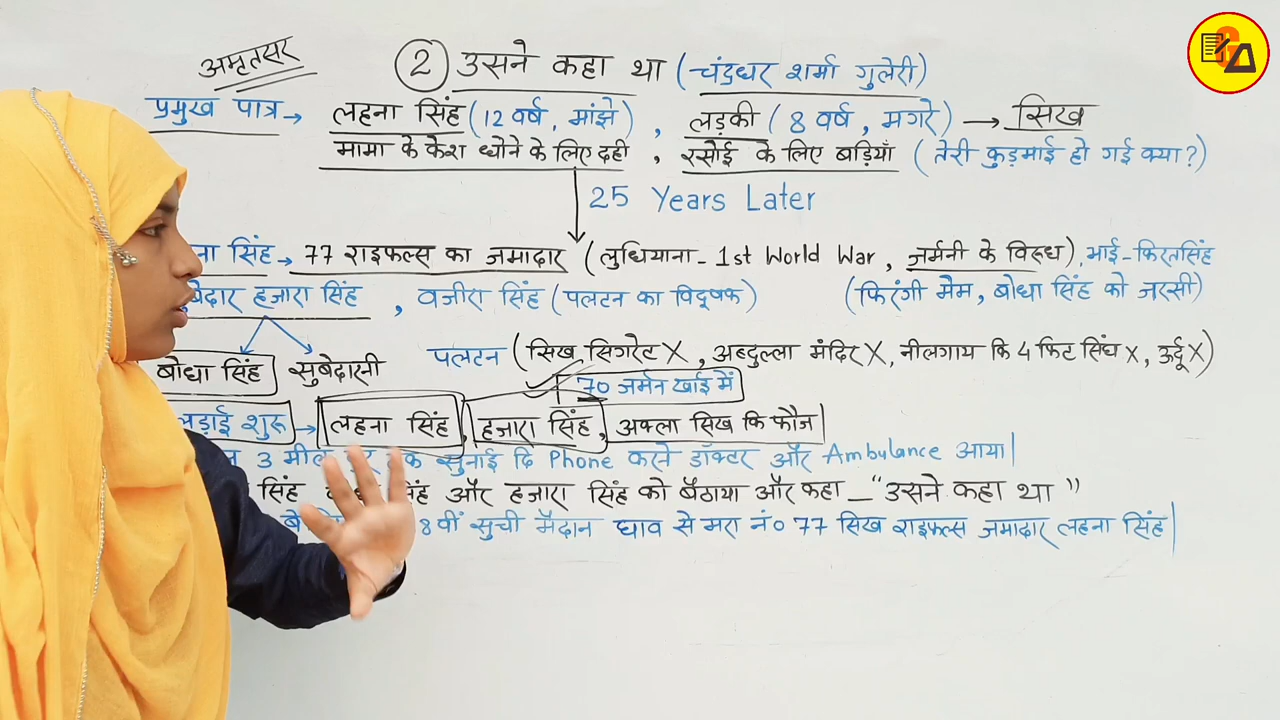 अमृतसर
② उसने कहा था (चंद्रधर शर्मा गुलेरी)
प्रमुख पात्र → लहना सिंह (12 वर्ष, मांझे), लड़की (8 वर्ष, मगरे) → सिख
मामा के केश धोने के लिए दही, रसोई के लिए बड़ियाँ (तेरी कुड़माई हो गई क्या?)
25 Years Later
ना सिंह → 77 राइफल्स का जमादार (लुधियाना - 1st World War, जर्मनी के विरुध), भाई - किरतसिंह
बेदार हजारा सिंह, वजीरा सिंह (पलटन का विदूषक) (फिरंगी मेम, बोधा सिंह को जरसी)
बोधा सिंह सुबेदारनी पलटन (सिख सिगरेट X, अब्दुल्ला मंदिर X, नीलगाय कि 4 फिट सिंघ X, उर्दू X)
70 जर्मन खाई में
लड़ाई शुरू → लहना सिंह, हजारा सिंह, अक्ला सिख कि फौज |
3 मील सुनाई दि Phone करने डॉक्टर और Ambulance आया |
सिंह सिंह और हजारा सिंह को बैठाया और कहा - "उसने कहा था"
8वीं सुची मैदान घाव से मरा नं० 77 सिख राइफल्स जमादार लहना सिंह |